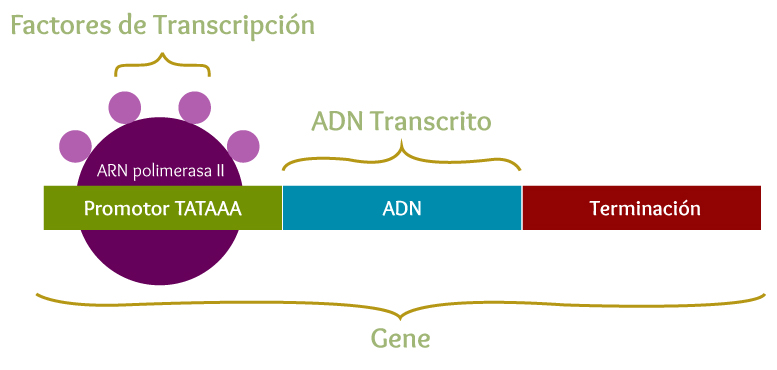 Factores de Transcripción
ADN Transcrito
ARN polimerasa II
Promotor TATAAA
ADN
Terminación
Gene